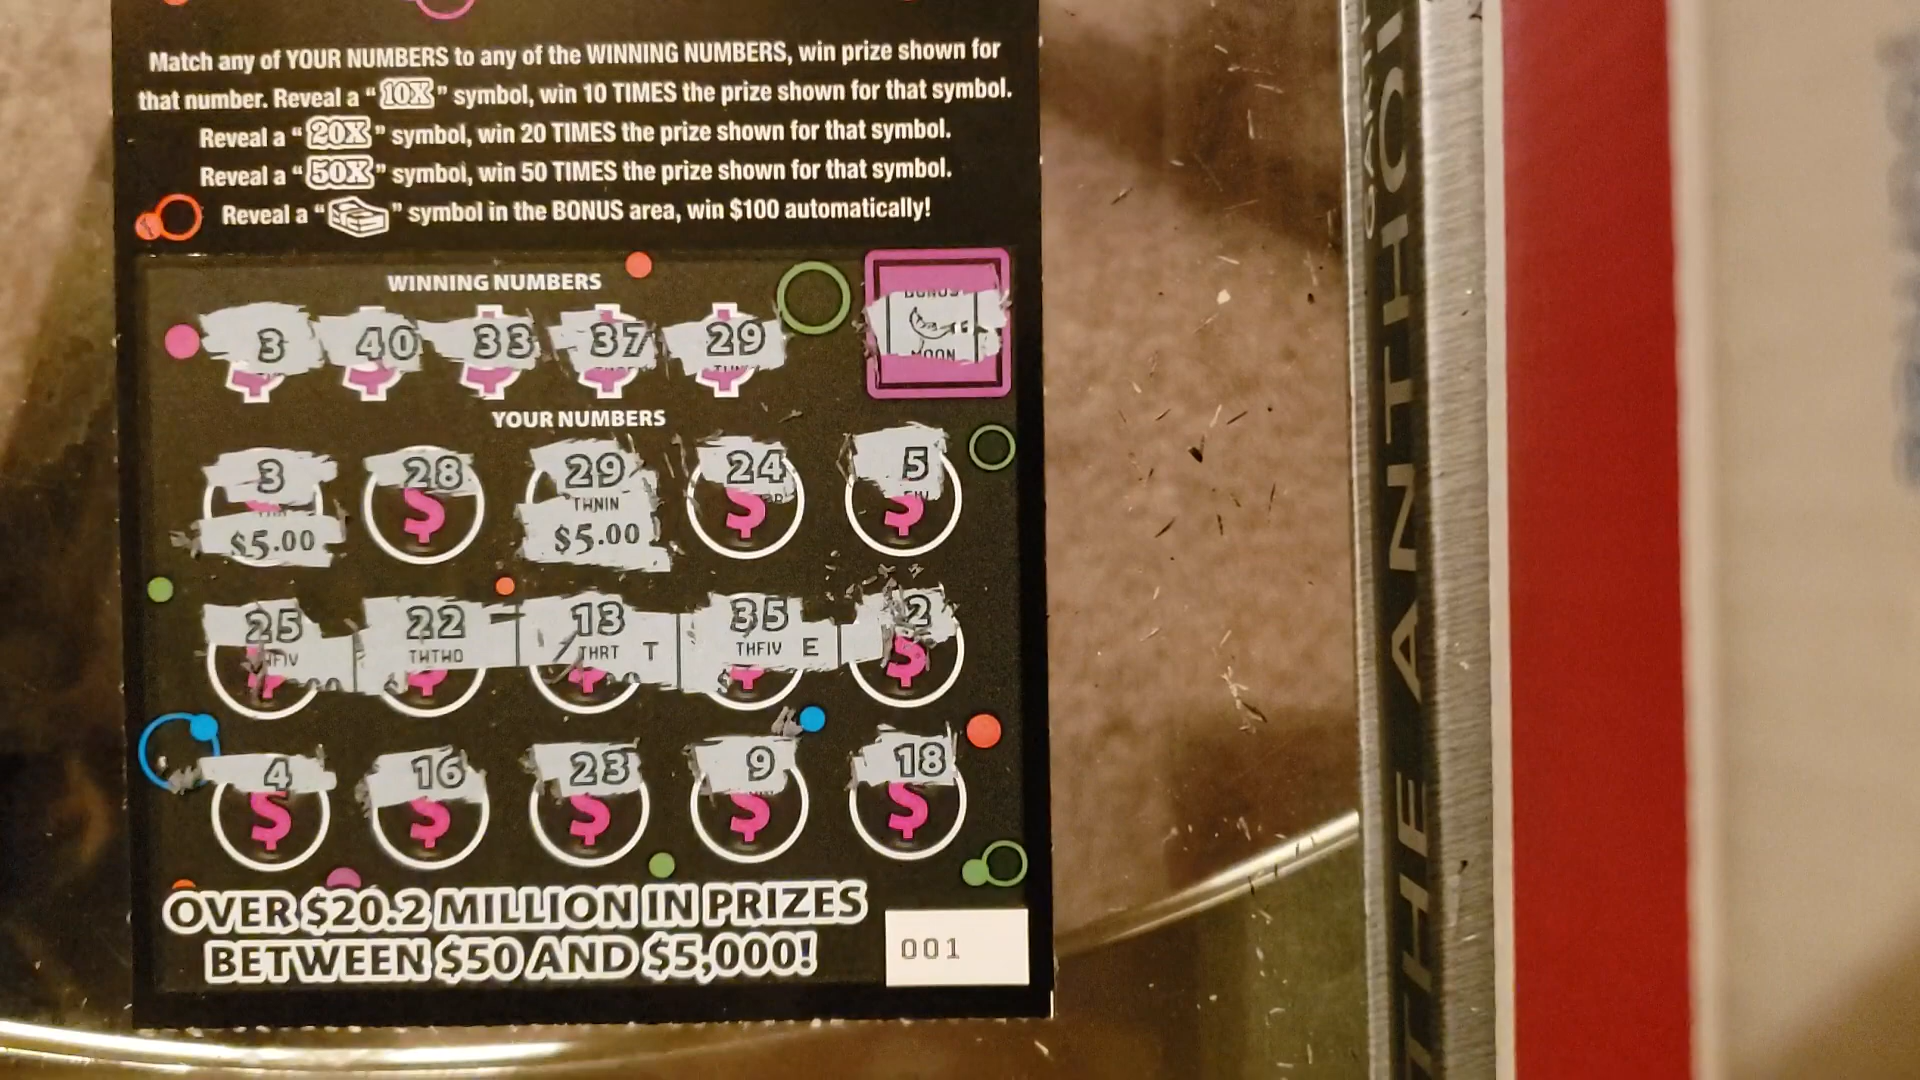 Match any of YOUR NUMBERS to any of the WINNING NUMBERS, win prize shown for
that number. Reveal a "10X" symbol, win 10 TIMES the prize shown for that symbol.
Reveal a "20X" symbol, win 20 TIMES the prize shown for that symbol.
Reveal a "50X" symbol, win 50 TIMES the prize shown for that symbol.
Reveal a " " symbol in the BONUS area, win $100 automatically!
WINNING NUMBERS
3 40 33 37 29
BONUS
MOON
YOUR NUMBERS
3 28 29 24 5
THNIN
$5.00 $5.00
25 22 13 35 2
THTWO THRT T THFIV E
4 16 23 9 18
$ $ $ $ $
OVER $20.2 MILLION IN PRIZES
BETWEEN $50 AND $5,000!
001
THE ANTHOL